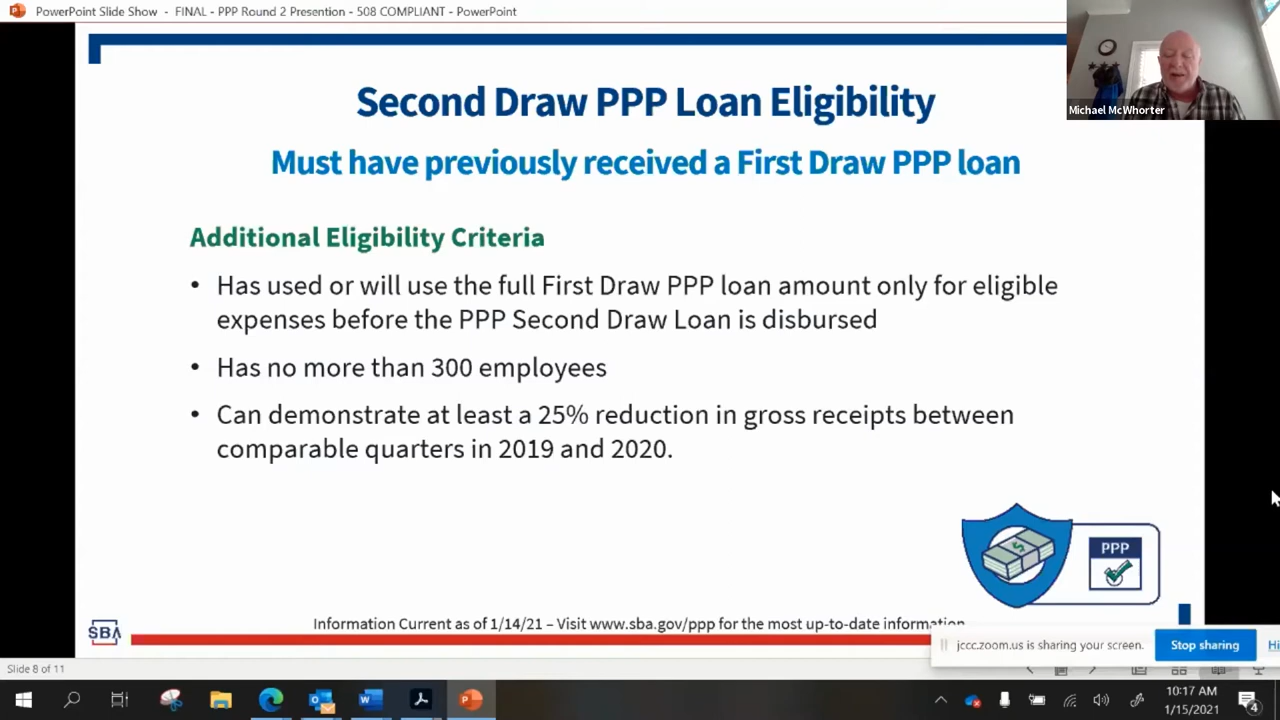 PowerPoint Slide Show - FINAL - PPP Round 2 Presention - 508 COMPLIANT - PowerPoint
Michael McWhorter
Second Draw PPP Loan Eligibility
Must have previously received a First Draw PPP loan
Additional Eligibility Criteria
• Has used or will use the full First Draw PPP loan amount only for eligible
expenses before the PPP Second Draw Loan is disbursed
• Has no more than 300 employees
• Can demonstrate at least a 25% reduction in gross receipts between
comparable quarters in 2019 and 2020.
PPP
SBA
Information Current as of 1/14/21 – Visit www.sba.gov/ppp for the most up-to-date information
jccc.zoom.us is sharing your screen.
Stop sharing
Hi
Slide 8 of 11
10:17 AM
1/15/2021
4